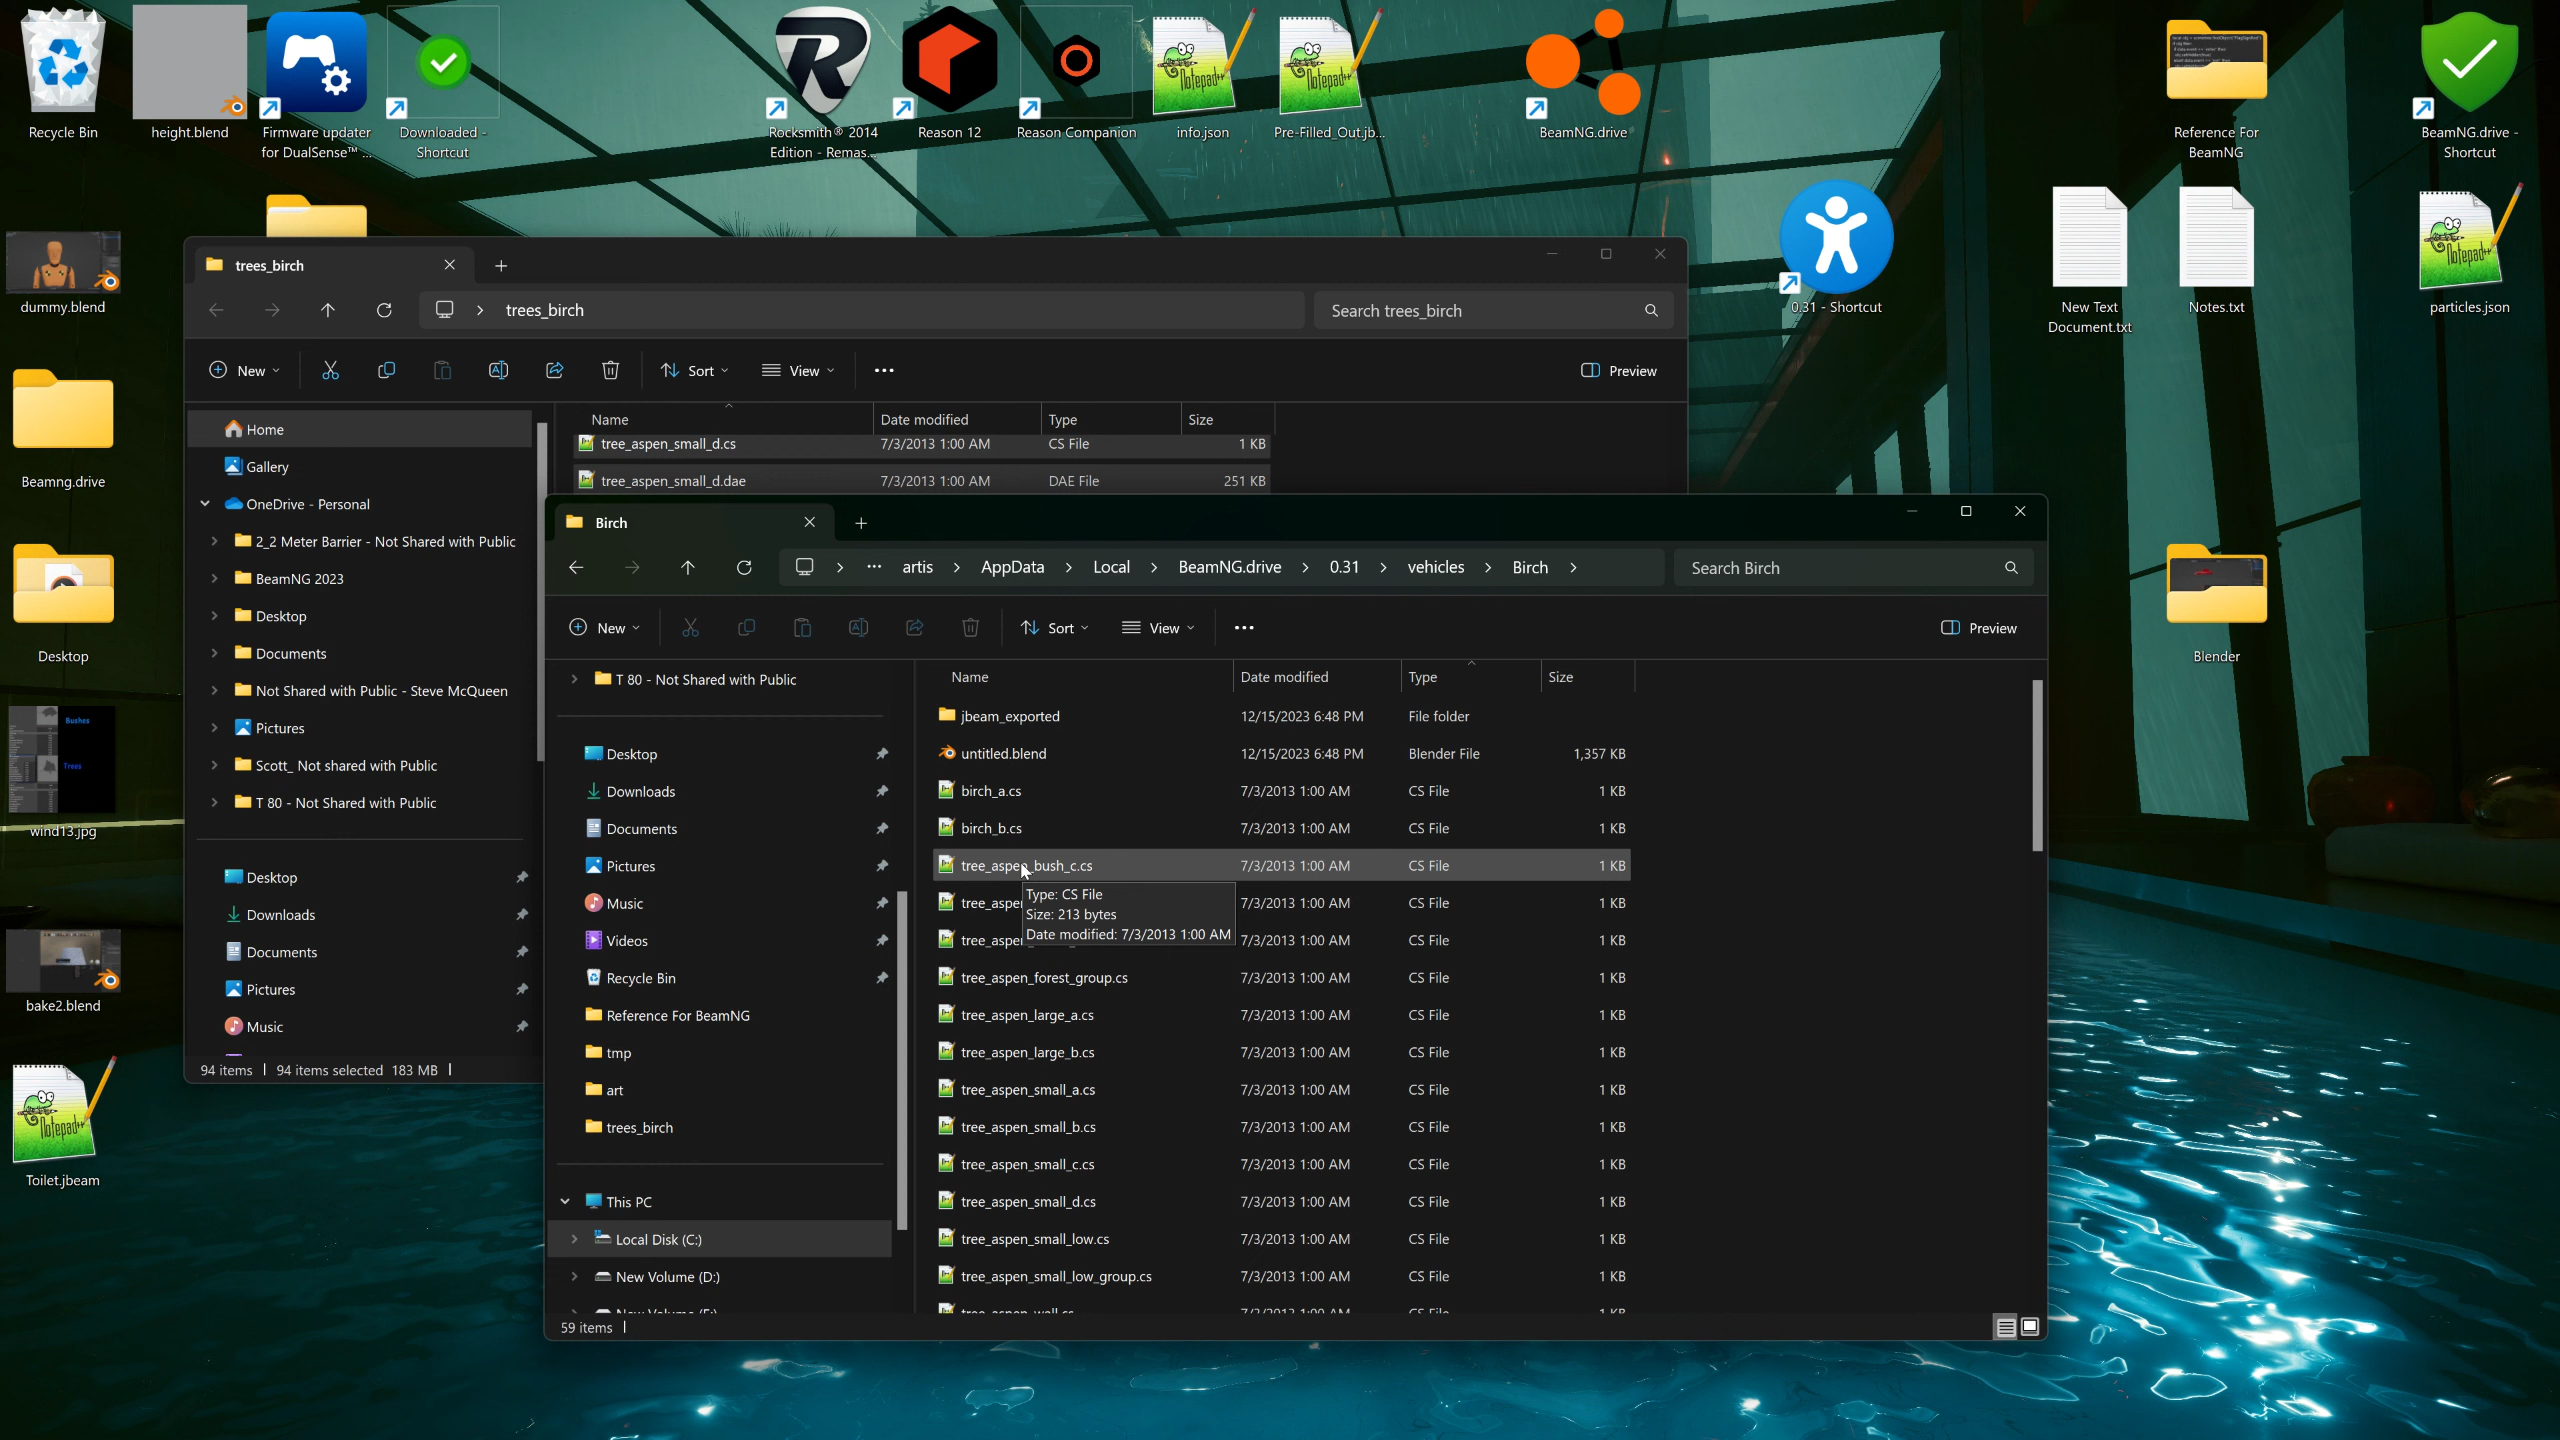 Recycle Bin
height.blend
Firmware updater
for DualSense™ ...
Downloaded -
Shortcut
Rocksmith® 2014
Edition - Remas...
Reason 12
Reason Companion
info.json
Pre-Filled_Out.jb...
BeamNG.drive
Reference For
BeamNG
BeamNG.drive -
Shortcut
dummy.blend
0.31 - Shortcut
New Text
Document.txt
Notes.txt
particles.json
Beamng.drive
Desktop
Blender
Bushes
Trees
wind13.jpg
bake2.blend
Toilet.jbeam
trees_birch
trees_birch
Search trees_birch
New
Sort
View
Preview
Home
Gallery
OneDrive - Personal
2_2 Meter Barrier - Not Shared with Public
BeamNG 2023
Desktop
Documents
Not Shared with Public - Steve McQueen
Pictures
Scott_ Not shared with Public
T 80 - Not Shared with Public
Desktop
Downloads
Documents
Pictures
Music
94 items
94 items selected 183 MB
Name Date modified Type Size
tree_aspen_small_d.cs 7/3/2013 1:00 AM CS File 1 KB
tree_aspen_small_d.dae 7/3/2013 1:00 AM DAE File 251 KB
Birch
artis > AppData > Local > BeamNG.drive > 0.31 > vehicles > Birch >
Search Birch
New
Sort
View
Preview
T 80 - Not Shared with Public
Desktop
Downloads
Documents
Pictures
Music
Videos
Recycle Bin
Reference For BeamNG
tmp
art
trees_birch
This PC
Local Disk (C:)
New Volume (D:)
59 items
Name Date modified Type Size
jbeam_exported 12/15/2023 6:48 PM File folder
untitled.blend 12/15/2023 6:48 PM Blender File 1,357 KB
birch_a.cs 7/3/2013 1:00 AM CS File 1 KB
birch_b.cs 7/3/2013 1:00 AM CS File 1 KB
tree_aspen_bush_c.cs 7/3/2013 1:00 AM CS File 1 KB
Type: CS File
Size: 213 bytes
Date modified: 7/3/2013 1:00 AM
7/3/2013 1:00 AM CS File 1 KB
7/3/2013 1:00 AM CS File 1 KB
tree_aspen_forest_group.cs 7/3/2013 1:00 AM CS File 1 KB
tree_aspen_large_a.cs 7/3/2013 1:00 AM CS File 1 KB
tree_aspen_large_b.cs 7/3/2013 1:00 AM CS File 1 KB
tree_aspen_small_a.cs 7/3/2013 1:00 AM CS File 1 KB
tree_aspen_small_b.cs 7/3/2013 1:00 AM CS File 1 KB
tree_aspen_small_c.cs 7/3/2013 1:00 AM CS File 1 KB
tree_aspen_small_d.cs 7/3/2013 1:00 AM CS File 1 KB
tree_aspen_small_low.cs 7/3/2013 1:00 AM CS File 1 KB
tree_aspen_small_low_group.cs 7/3/2013 1:00 AM CS File 1 KB